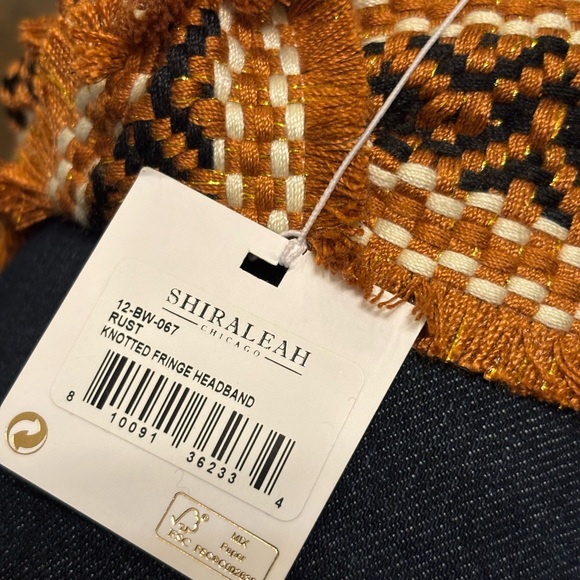 SHIRALEAH
CHICAGO
12-BW-067
RUST
KNOTTED FRINGE HEADBAND
8 10091 36233 4
FSC
MIX
Paper